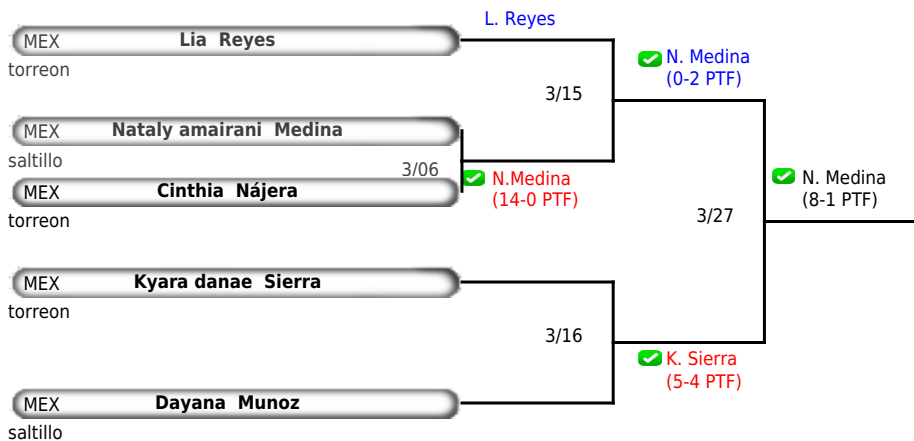 L. Reyes
MEX Lia Reyes
torreon
N. Medina
(0-2 PTF)
3/15
MEX Nataly amairani Medina
saltillo
3/06
N.Medina
(14-0 PTF)
MEX Cinthia Nájera
torreon
N. Medina
(8-1 PTF)
3/27
MEX Kyara danae Sierra
torreon
3/16
K. Sierra
(5-4 PTF)
MEX Dayana Munoz
saltillo